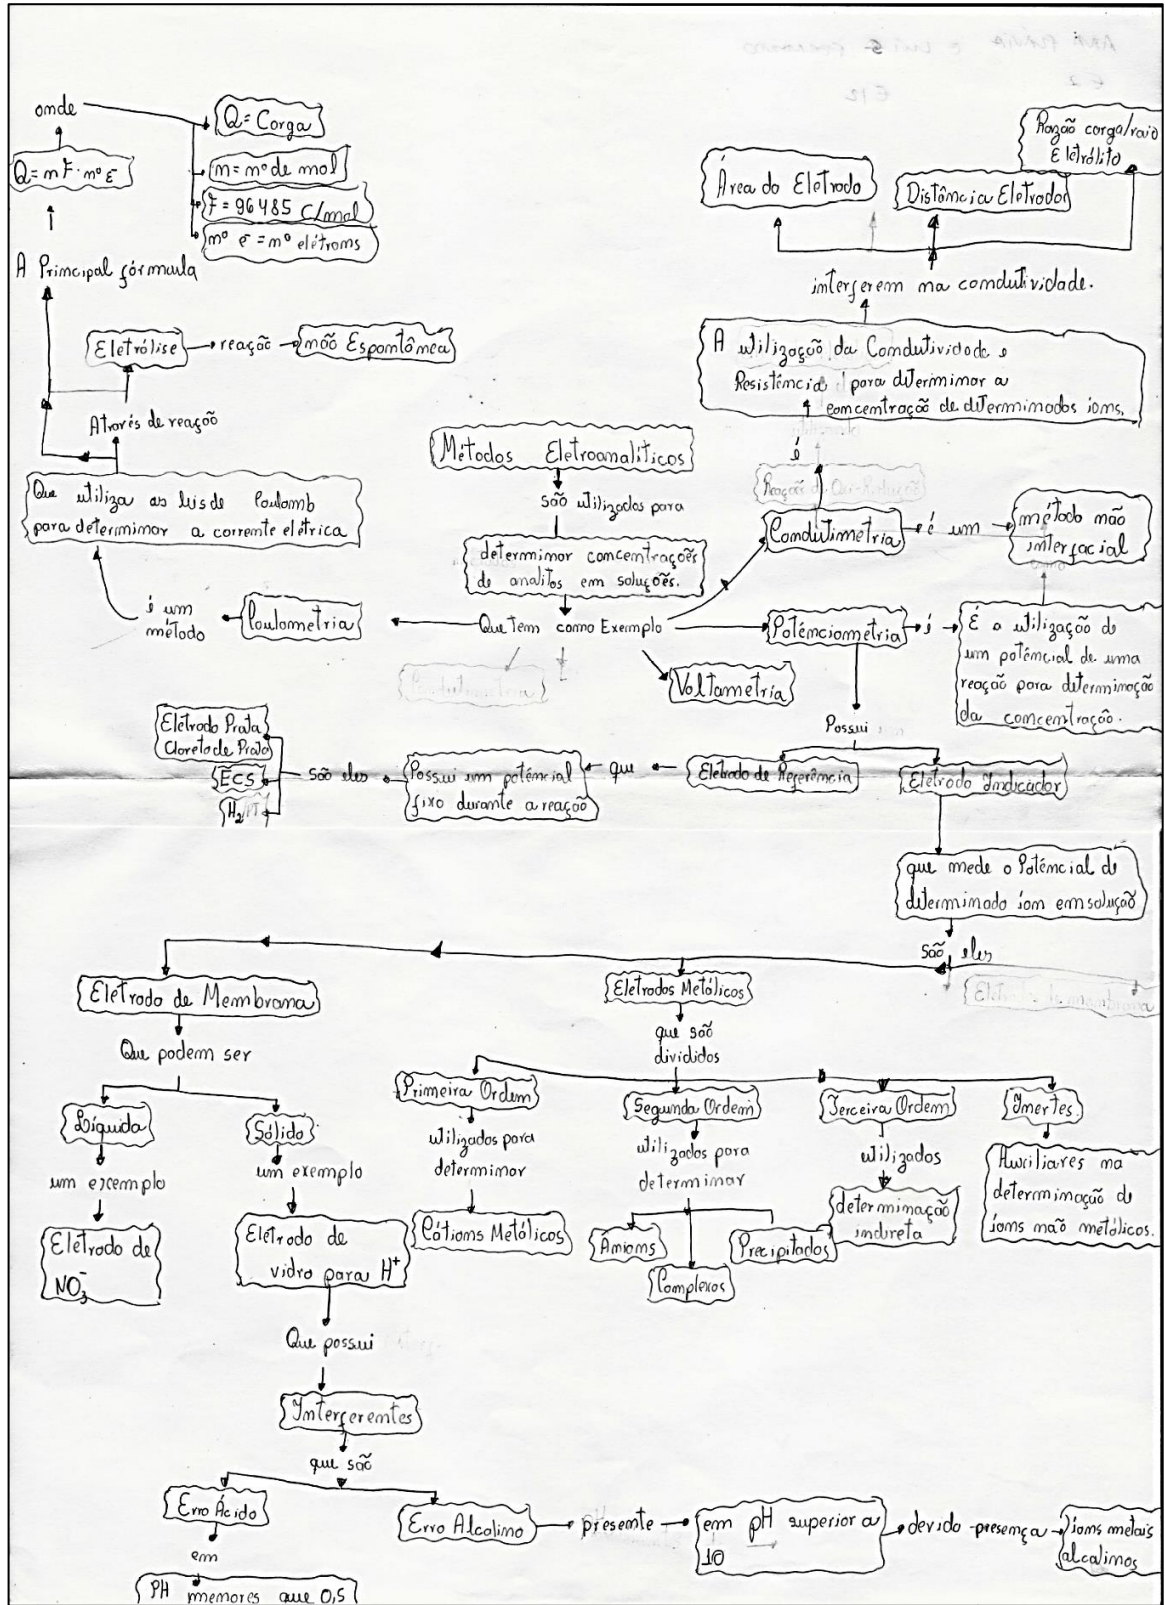 onde
Q = Carga
Q = n F . nº e-
n = nº de mol
F = 96485 C/mol
nº e- = nº elétrons
A Principal fórmula
Eletrólise
reação
não Espontânea
Através de reação
Que utiliza as leis de Coulomb
para determinar a corrente elétrica
é um
método
Coulometria
Área do Eletrodo
Distância Eletrodos
Razão carga/raio
Eletrólito
interferem na condutividade.
A utilização da Condutividade e
Resistência para determinar a
concentração de determinados íons.
é
Métodos Eletroanalíticos
são utilizados para
determinar concentrações
de analitos em soluções.
Que tem como Exemplo
Condutimetria
é um
método não
interfacial
Potênciometria
é
É a utilização de
um potêncial de uma
reação para determinação
da concentração.
Voltametria
Possui
Eletrodo de Referência
Eletrodo Indicador
que
Possui um potêncial
fixo durante a reação
são eles
Eletrodo Prata
Cloreto de Prata
ECS
H2/PT
que mede o Potêncial de
determinado íon em solução
são eles
Eletrodo de Membrana
Eletrodos Metálicos
Que podem ser
que são
divididos
Líquida
Sólido
Primeira Ordem
Segunda Ordem
Terceira Ordem
Inertes
um excemplo
um exemplo
utilizados para
determinar
utilizados para
determinar
utilizados
Auxiliares na
determinação de
íons não metálicos.
Eletrodo de
NO3-
Eletrodo de
vidro para H+
Cátions Metálicos
Ânions
Complexos
Precipitados
determinação
indireta
Que possui
Interferentes
que são
Erro Ácido
Erro Alcalino
presente
em pH superior a
10
devido presença
íons metais
alcalinos
em
PH menores que 0,5